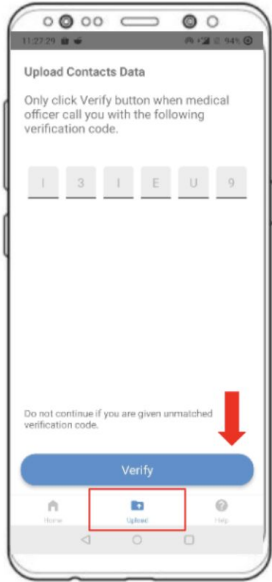 11:27:29 94%
Upload Contacts Data
Only click Verify button when medical
officer call you with the following
verification code.
I 3 I E U 9
Do not continue if you are given unmatched
verification code.
Verify
Home Upload Help